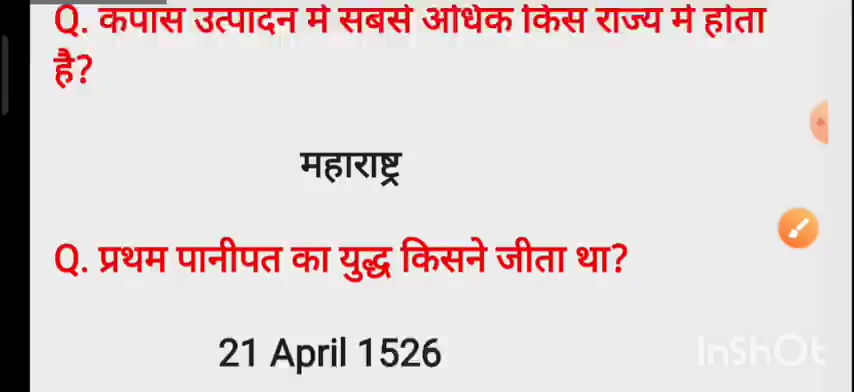 Q. कपास उत्पादन में सबसे अधिक किस राज्य में होता
है?
महाराष्ट्र
Q. प्रथम पानीपत का युद्ध किसने जीता था?
21 April 1526
InShOt